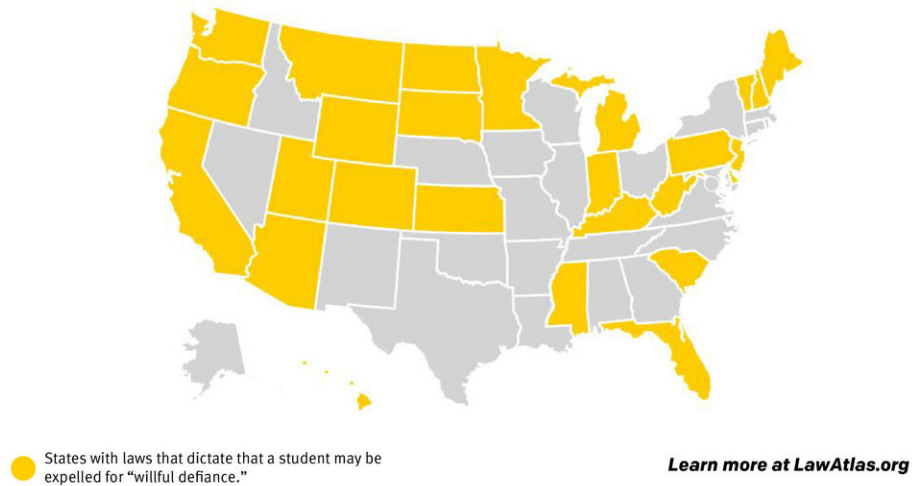 States with laws that dictate that a student may be
expelled for “willful defiance.”
Learn more at LawAtlas.org